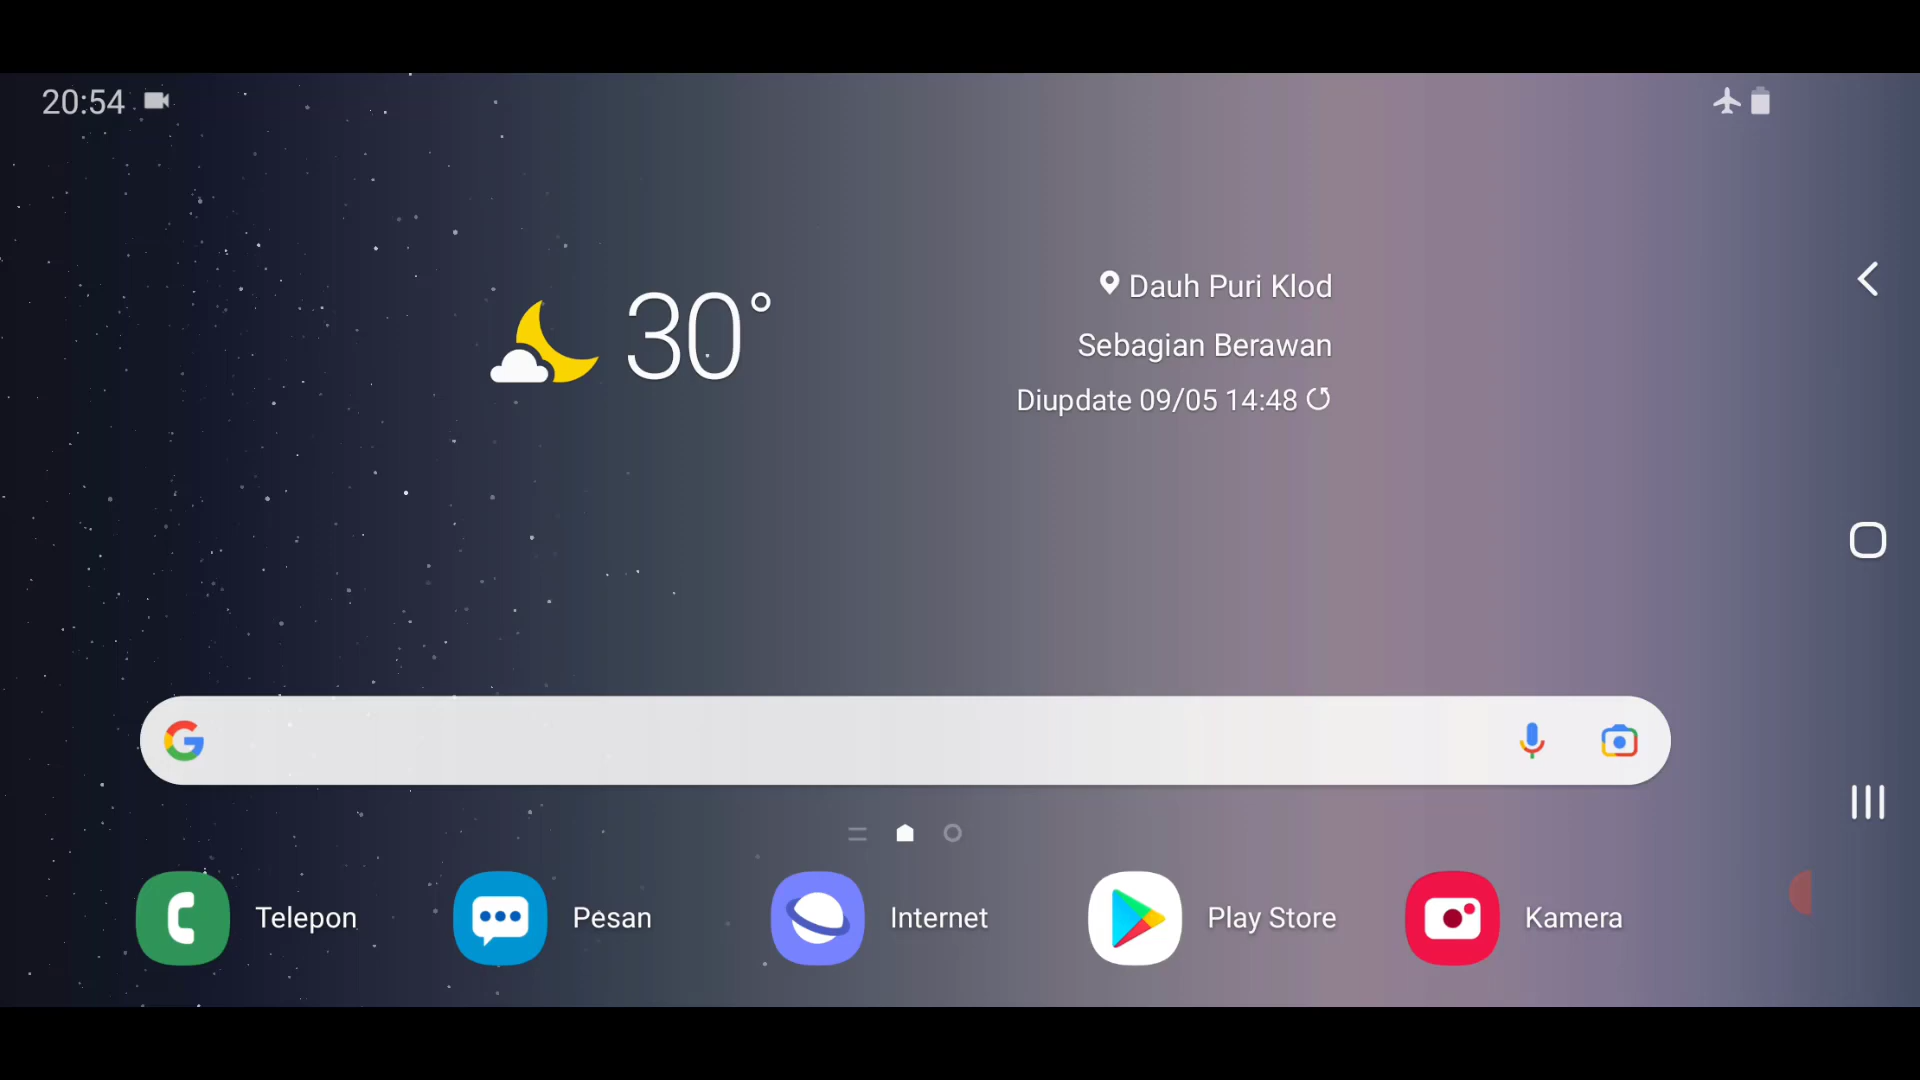 20:54
30°
Dauh Puri Klod
Sebagian Berawan
Diupdate 09/05 14:48
Telepon
Pesan
Internet
Play Store
Kamera